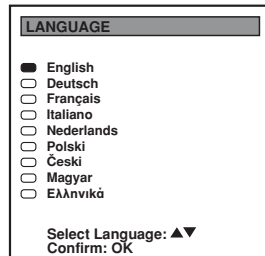 LANGUAGE
English
Deutsch
Français
Italiano
Nederlands
Polski
Česki
Magyar
Ελληνικά
Select Language: ▲▼
Confirm: OK